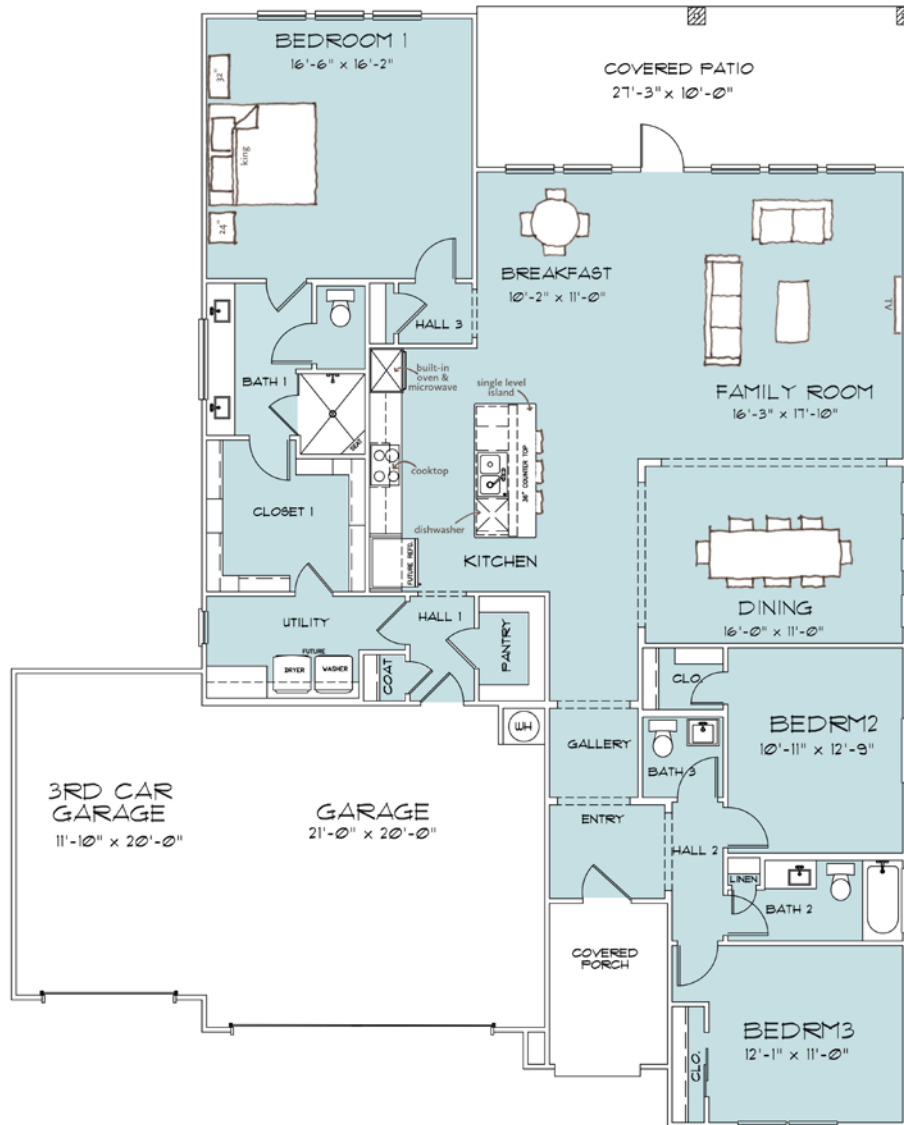 BEDROOM 1
16'-6" x 16'-2"
32"
king
24"
COVERED PATIO
27'-3" x 10'-0"
BREAKFAST
10'-2" x 11'-0"
TV
HALL 3
BATH 1
SEAT
built-in
oven &
microwave
single level
island
FAMILY ROOM
16'-3" x 17'-10"
cooktop
36" COUNTER TOP
CLOSET 1
dishwasher
KITCHEN
FUTURE REFG.
DINING
16'-0" x 11'-0"
UTILITY
HALL 1
PANTRY
FUTURE
DRYER
WASHER
COAT
CLO.
BEDRM2
10'-11" x 12'-9"
WH
GALLERY
BATH 3
3RD CAR
GARAGE
11'-10" x 20'-0"
GARAGE
21'-0" x 20'-0"
ENTRY
HALL 2
LINEN
BATH 2
COVERED
PORCH
BEDRM3
12'-1" x 11'-0"
CLO.